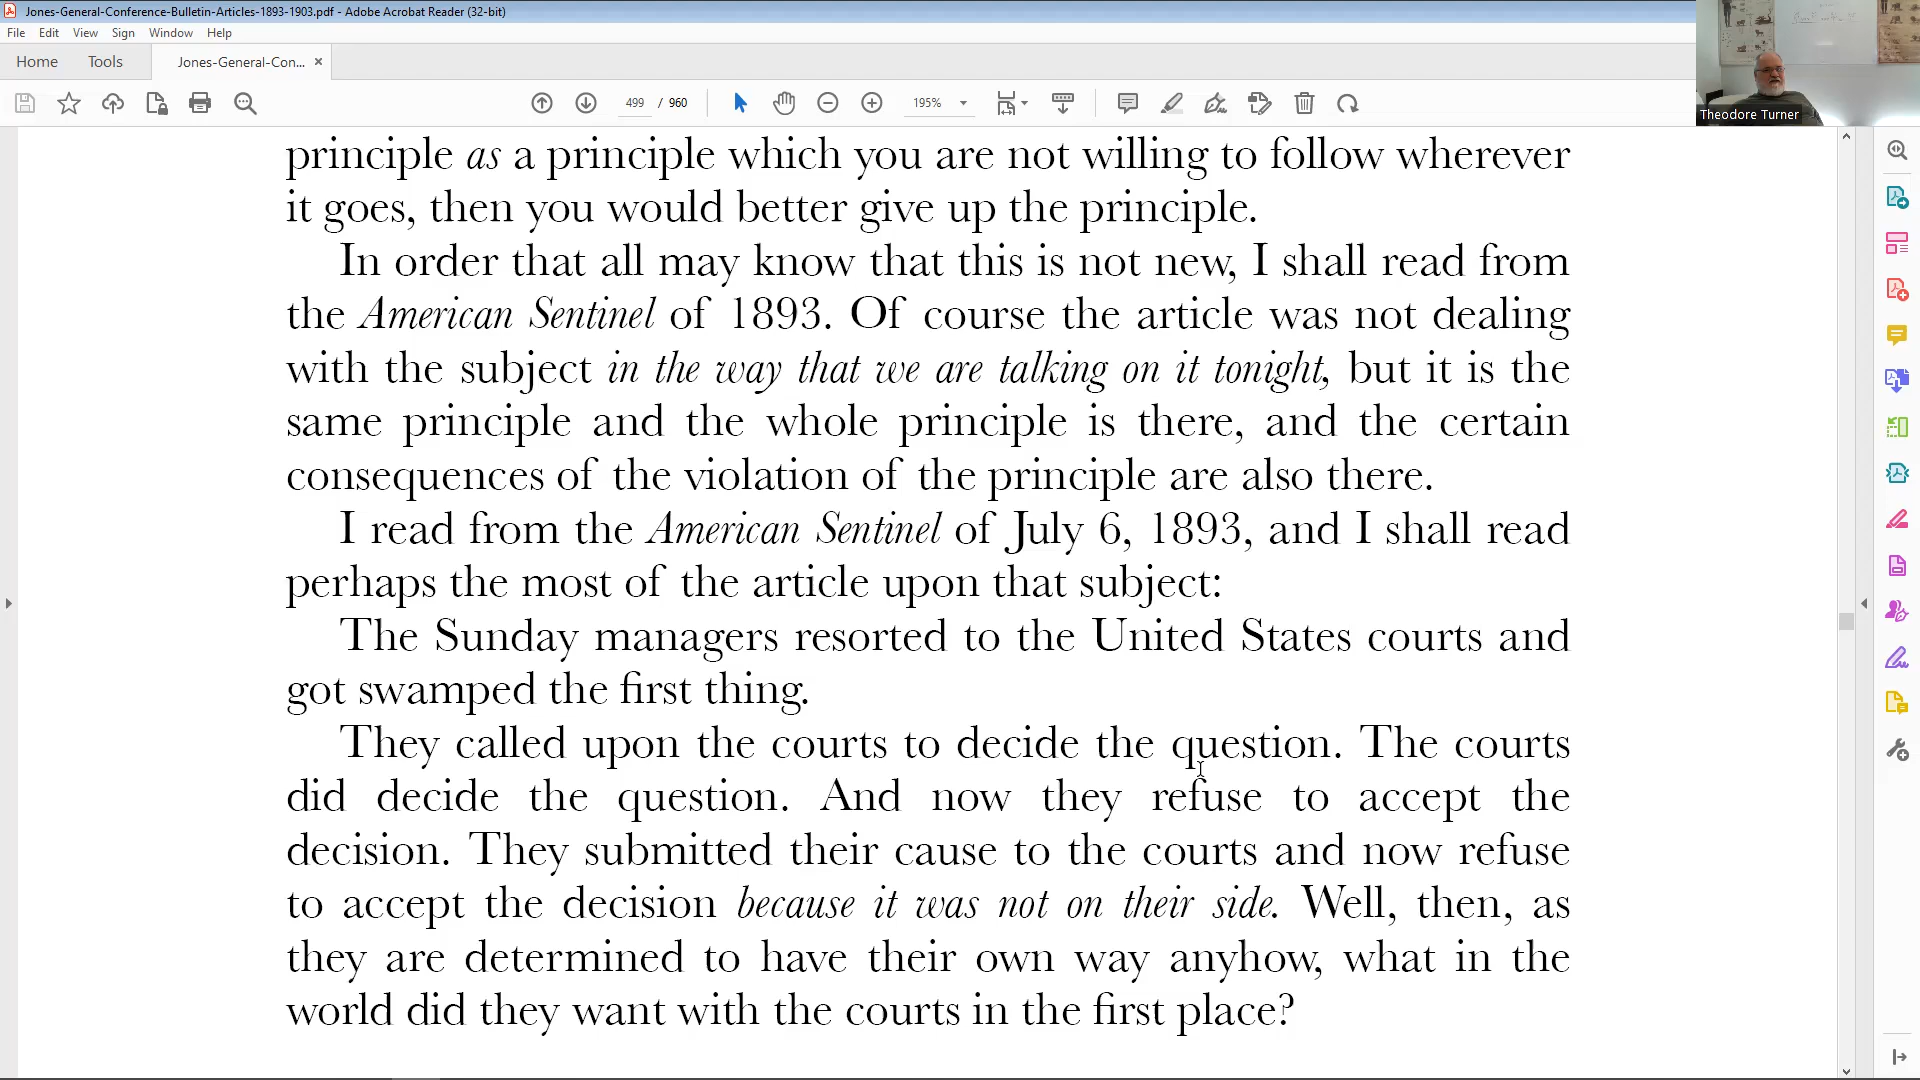 Jones-General-Conference-Bulletin-Articles-1893-1903.pdf - Adobe Acrobat Reader (32-bit)
File Edit View Sign Window Help
Home Tools Jones-General-Con... ×
499 / 960 195%
Theodore Turner
principle as a principle which you are not willing to follow wherever
it goes, then you would better give up the principle.
In order that all may know that this is not new, I shall read from
the American Sentinel of 1893. Of course the article was not dealing
with the subject in the way that we are talking on it tonight, but it is the
same principle and the whole principle is there, and the certain
consequences of the violation of the principle are also there.
I read from the American Sentinel of July 6, 1893, and I shall read
perhaps the most of the article upon that subject:
The Sunday managers resorted to the United States courts and
got swamped the first thing.
They called upon the courts to decide the question. The courts
did decide the question. And now they refuse to accept the
decision. They submitted their cause to the courts and now refuse
to accept the decision because it was not on their side. Well, then, as
they are determined to have their own way anyhow, what in the
world did they want with the courts in the first place?